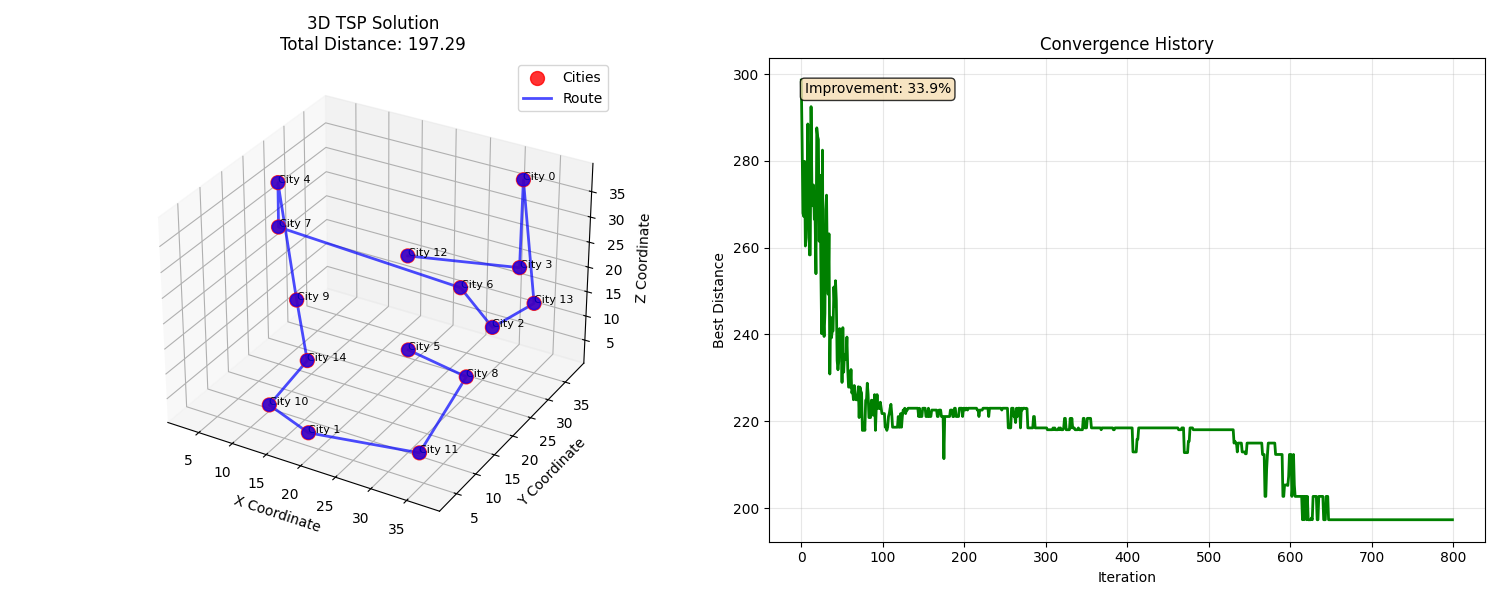 3D TSP Solution
Total Distance: 197.29
Cities
Route
City 4
City 0
City 7
City 12
City 3
City 6
City 9
City 13
City 2
City 5
City 14
City 8
City 10
City 1
City 11
5
10
15
20
25
30
35
X Coordinate
5
10
15
20
25
30
35
Y Coordinate
5
10
15
20
25
30
35
Z Coordinate
Convergence History
Improvement: 33.9%
300
280
260
240
220
200
Best Distance
0
100
200
300
400
500
600
700
800
Iteration